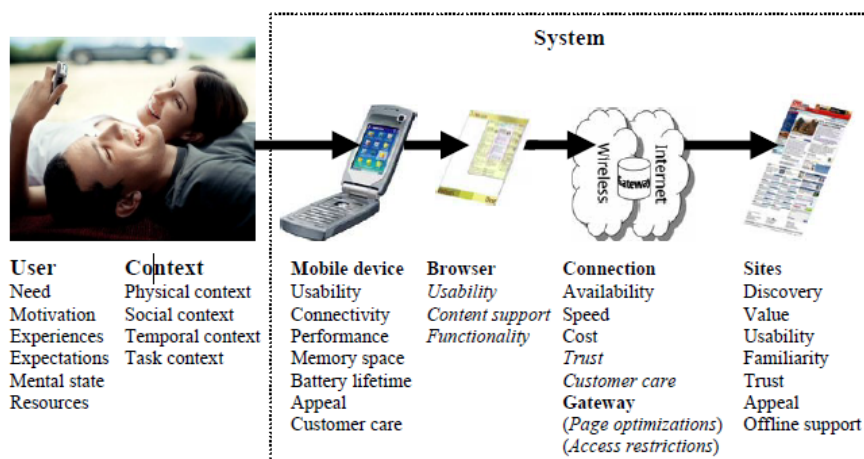 System
Wireless
Gateway
Internet
User
Need
Motivation
Experiences
Expectations
Mental state
Resources
Context
Physical context
Social context
Temporal context
Task context
Mobile device
Usability
Connectivity
Performance
Memory space
Battery lifetime
Appeal
Customer care
Browser
Usability
Content support
Functionality
Connection
Availability
Speed
Cost
Trust
Customer care
Gateway
(Page optimizations)
(Access restrictions)
Sites
Discovery
Value
Usability
Familiarity
Trust
Appeal
Offline support